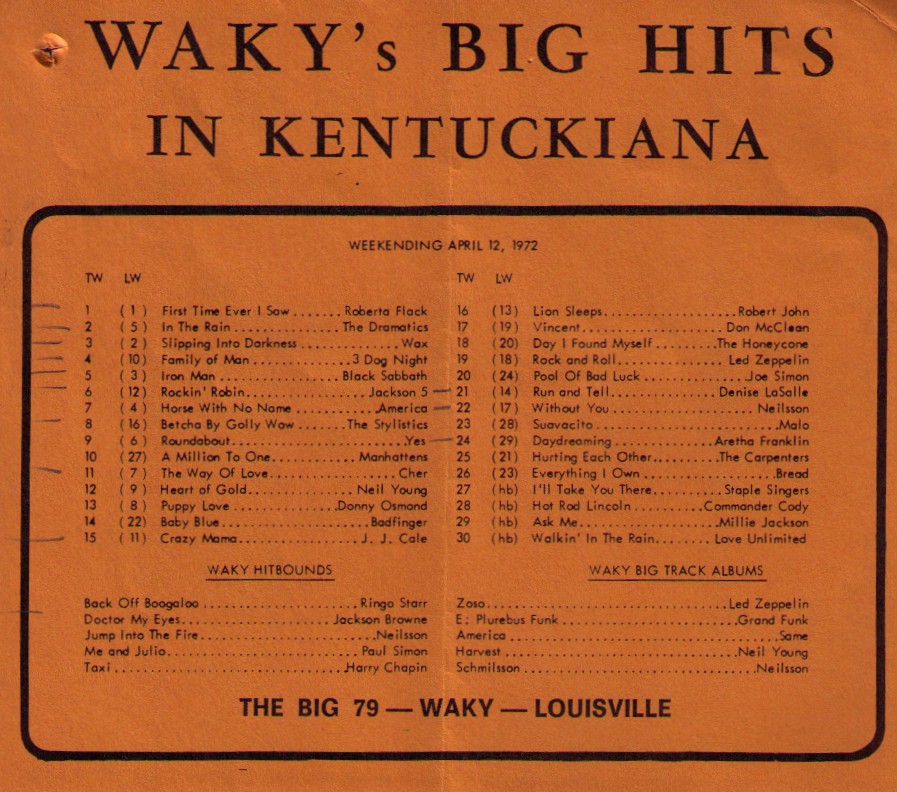 WAKY's BIG HITS
IN KENTUCKIANA
WEEKENDING APRIL 12, 1972
TW LW
1 ( 1 ) First Time Ever I Saw.......Roberta Flack
2 ( 5 ) In The Rain..............The Dramatics
3 ( 2 ) Slipping Into Darkness..............Wax
4 (10) Family of Man..............3 Dog Night
5 ( 3 ) Iron Man................Black Sabbath
6 (12) Rockin' Robin................Jackson 5
7 ( 4 ) Horse With No Name...........America
8 (16) Betcha By Golly Wow.......The Stylistics
9 ( 6 ) Roundabout.......................Yes
10 (27) A Million To One...........Manhattens
11 ( 7 ) The Way Of Love.................Cher
12 ( 9 ) Heart of Gold...............Neil Young
13 ( 8 ) Puppy Love...............Donny Osmond
14 (22) Baby Blue....................Badfinger
15 (11) Crazy Mama.................J. J. Cale
TW LW
16 (13) Lion Sleeps...................Robert John
17 (19) Vincent....................Don McClean
18 (20) Day I Found Myself.........The Honeycone
19 (18) Rock and Roll...............Led Zeppelin
20 (24) Pool Of Bad Luck..............Joe Simon
21 (14) Run and Tell...............Denise LaSalle
22 (17) Without You.....................Neilsson
23 (28) Suavacito..........................Malo
24 (29) Daydreaming.............Aretha Franklin
25 (21) Hurting Each Other.........The Carpenters
26 (23) Everything I Own...................Bread
27 (hb) I'll Take You There.........Staple Singers
28 (hb) Hot Rod Lincoln..........Commander Cody
29 (hb) Ask Me...................Millie Jackson
30 (hb) Walkin' In The Rain........Love Unlimited
WAKY HITBOUNDS
Back Off Boogaloo.....................Ringo Starr
Doctor My Eyes.....................Jackson Browne
Jump Into The Fire........................Neilsson
Me and Julio..........................Paul Simon
Taxi................................Harry Chapin
WAKY BIG TRACK ALBUMS
Zoso................................Led Zeppelin
E: Plurebus Funk.......................Grand Funk
America...................................Same
Harvest...............................Neil Young
Schmilsson..............................Neilsson
THE BIG 79 — WAKY — LOUISVILLE